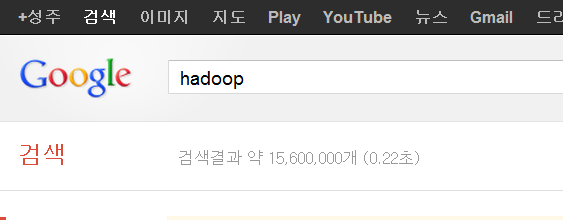 +성주 검색 이미지 지도 Play YouTube 뉴스 Gmail
Google
hadoop
검색
검색결과 약 15,600,000개 (0.22초)